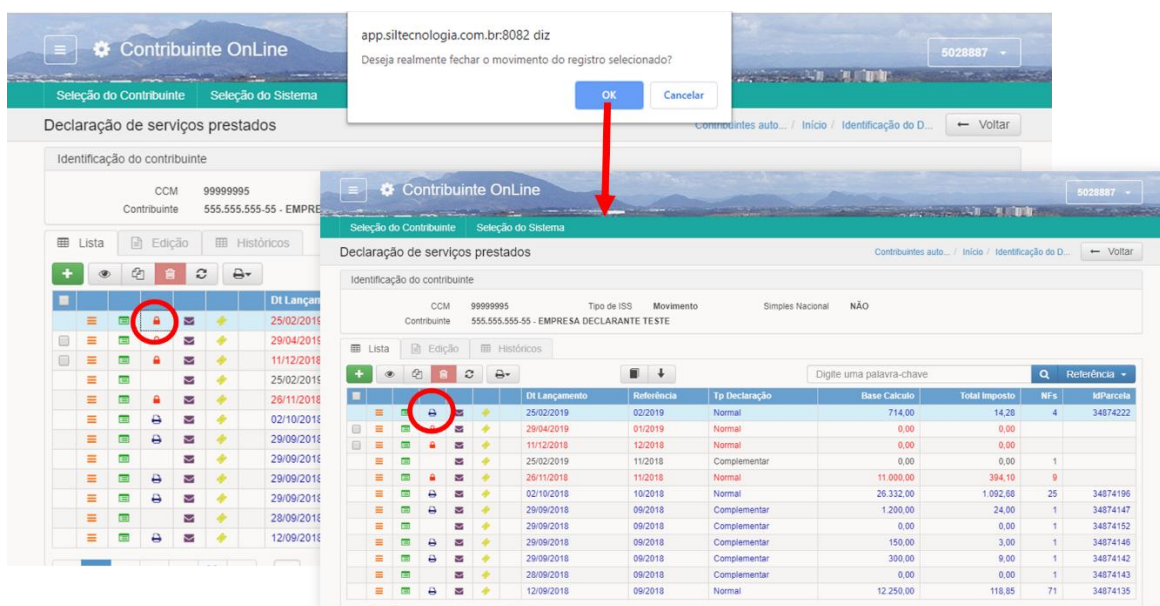 Contribuinte OnLine
5028887
app.siltecnologia.com.br:8082 diz
Deseja realmente fechar o movimento do registro selecionado?
OK Cancelar
Seleção do Contribuinte Seleção do Sistema
Declaração de serviços prestados
Contribuintes auto... / Início / Identificação do D... ← Voltar
Identificação do contribuinte
CCM 99999995
Contribuinte 555.555.555-55 - EMPRE
Lista Edição Históricos
Dt Lançam
25/02/2019
29/04/2019
11/12/2018
25/02/2019
26/11/2018
02/10/2018
29/09/2018
29/09/2018
29/09/2018
29/09/2018
28/09/2018
12/09/2018
Contribuinte OnLine
5028887
Seleção do Contribuinte Seleção do Sistema
Declaração de serviços prestados
Contribuintes auto... / Início / Identificação do D... ← Voltar
Identificação do contribuinte
CCM 99999995 Tipo de ISS Movimento Simples Nacional NÃO
Contribuinte 555.555.555-55 - EMPRESA DECLARANTE TESTE
Lista Edição Históricos
Digite uma palavra-chave Referência
Dt Lançamento Referência Tp Declaração Base Calculo Total Imposto NFs IdParcela
25/02/2019 02/2019 Normal 714,00 14,28 4 34874222
29/04/2019 01/2019 Normal 0,00 0,00
11/12/2018 12/2018 Normal 0,00 0,00
25/02/2019 11/2018 Complementar 0,00 0,00 1
26/11/2018 11/2018 Normal 11.000,00 394,10 9
02/10/2018 10/2018 Normal 26.332,00 1.092,68 25 34874196
29/09/2018 09/2018 Complementar 1.200,00 24,00 1 34874147
29/09/2018 09/2018 Complementar 0,00 0,00 1 34874152
29/09/2018 09/2018 Complementar 150,00 3,00 1 34874146
29/09/2018 09/2018 Complementar 300,00 9,00 1 34874142
28/09/2018 09/2018 Complementar 0,00 0,00 1 34874143
12/09/2018 09/2018 Normal 12.250,00 118,85 71 34874135